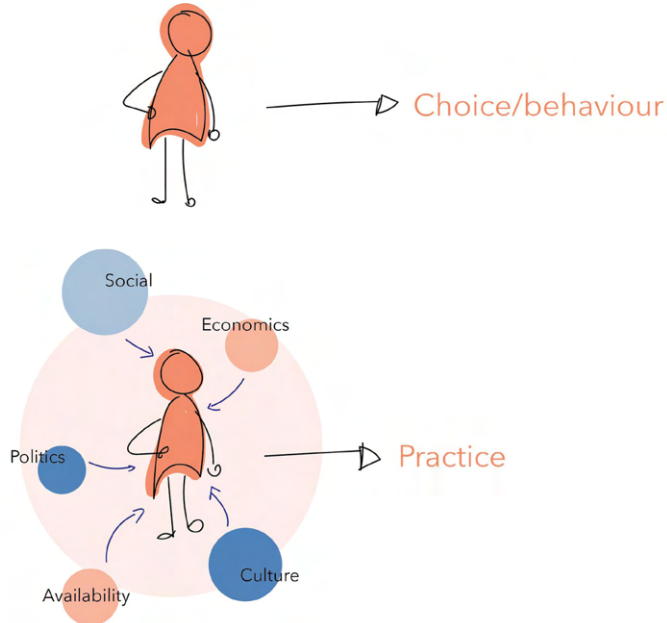 Choice/behaviour
Social
Economics
Politics
Practice
Culture
Availability